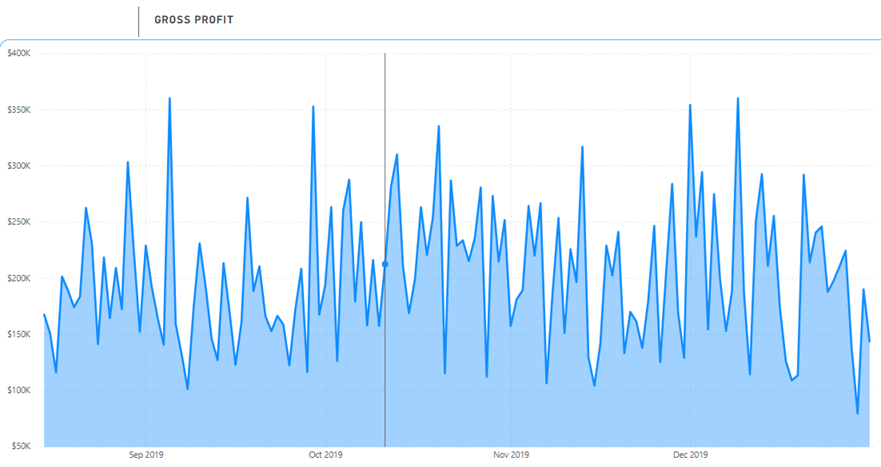 GROSS PROFIT
$400K
$350K
$300K
$250K
$200K
$150K
$100K
$50K
Sep 2019 Oct 2019 Nov 2019 Dec 2019